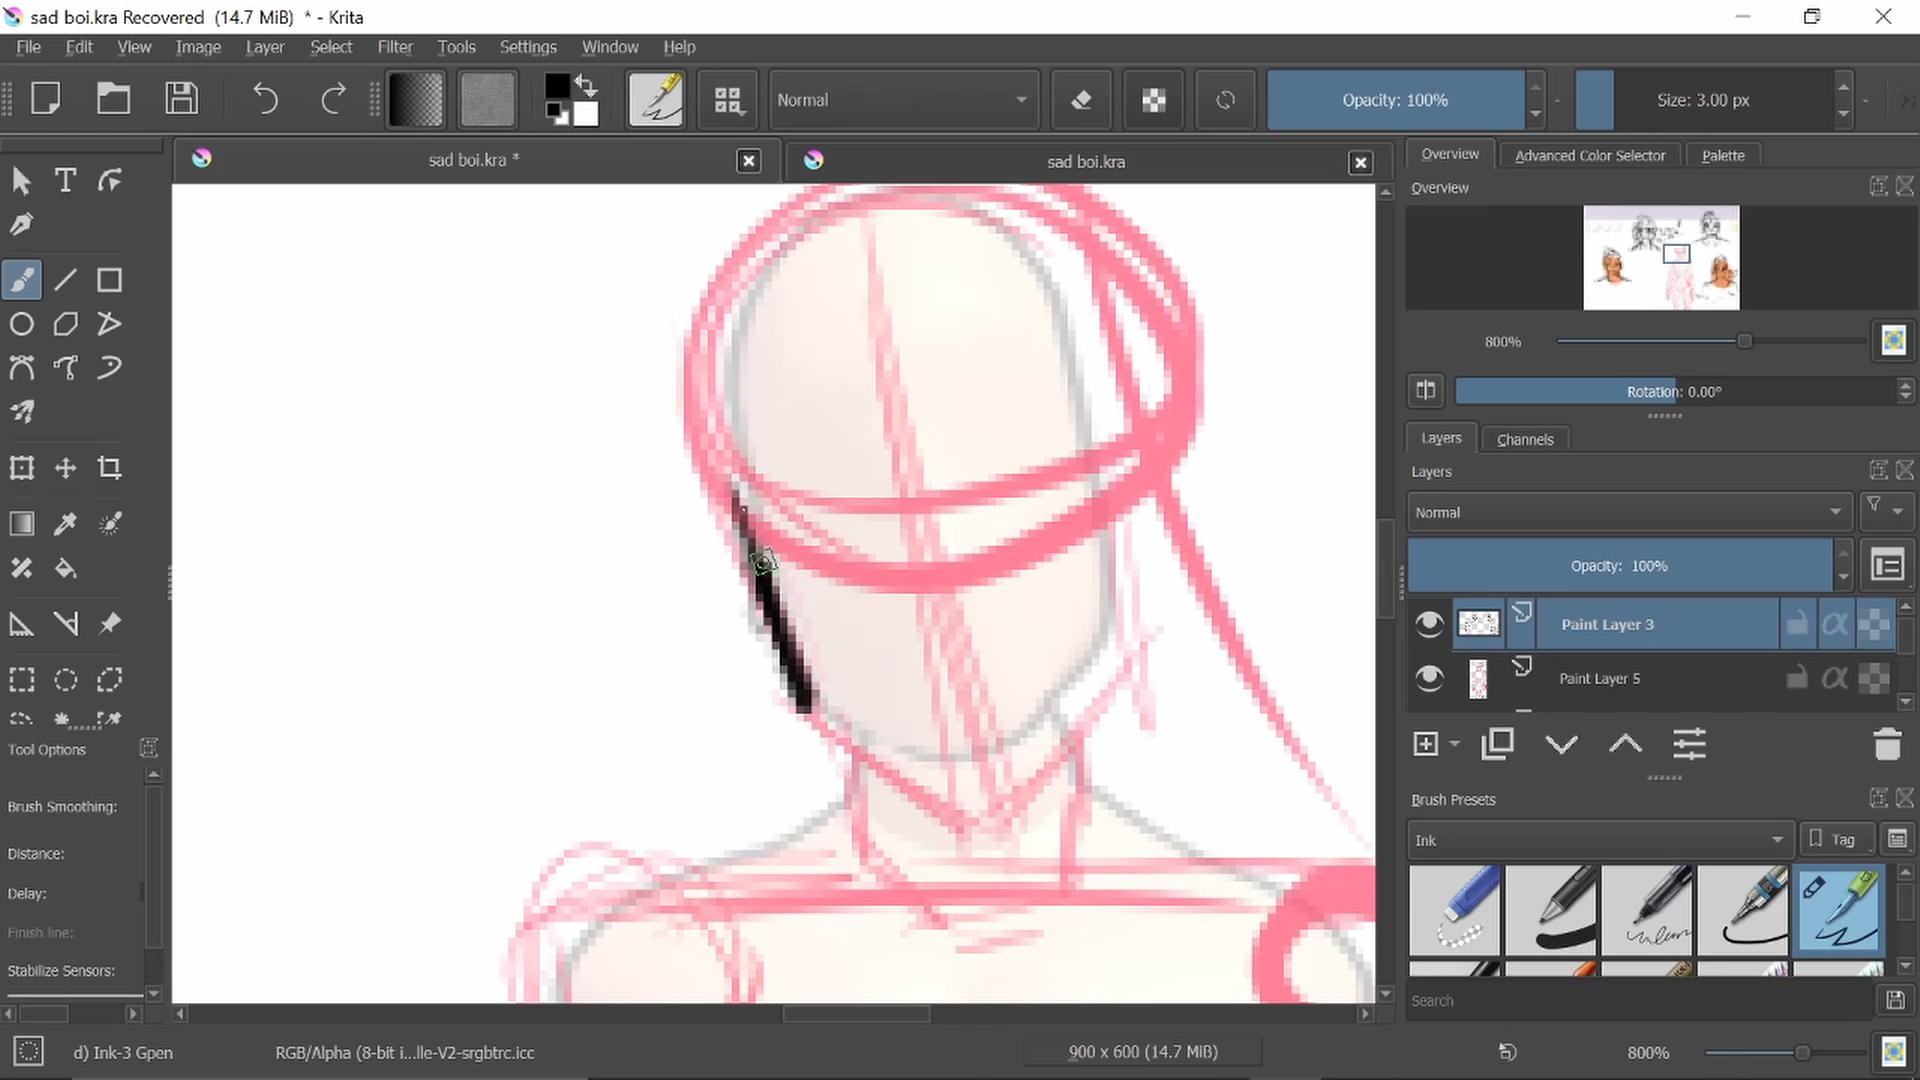 sad boi.kra Recovered (14.7 MiB) * - Krita
File Edit View Image Layer Select Filter Tools Settings Window Help
Normal
Opacity: 100%
Size: 3.00 px
sad boi.kra *
sad boi.kra
Overview
Advanced Color Selector
Palette
Overview
800%
Rotation: 0.00°
Layers
Channels
Layers
Normal
Opacity: 100%
Paint Layer 3
Paint Layer 5
Tool Options
Brush Smoothing:
Distance:
Delay:
Finish line:
Stabilize Sensors:
Brush Presets
Ink
Tag
Search
d) Ink-3 Gpen
RGB/Alpha (8-bit i...lle-V2-srgbtrc.icc
900 x 600 (14.7 MiB)
800%